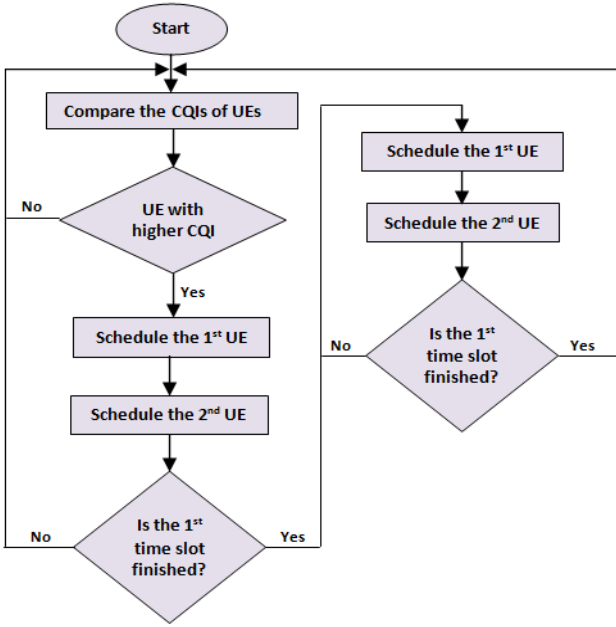 Start
Compare the CQIs of UEs
UE with
higher CQI
No
Yes
Schedule the 1st UE
Schedule the 2nd UE
Is the 1st
time slot
finished?
No
Yes
Schedule the 1st UE
Schedule the 2nd UE
Is the 1st
time slot
finished?
No
Yes